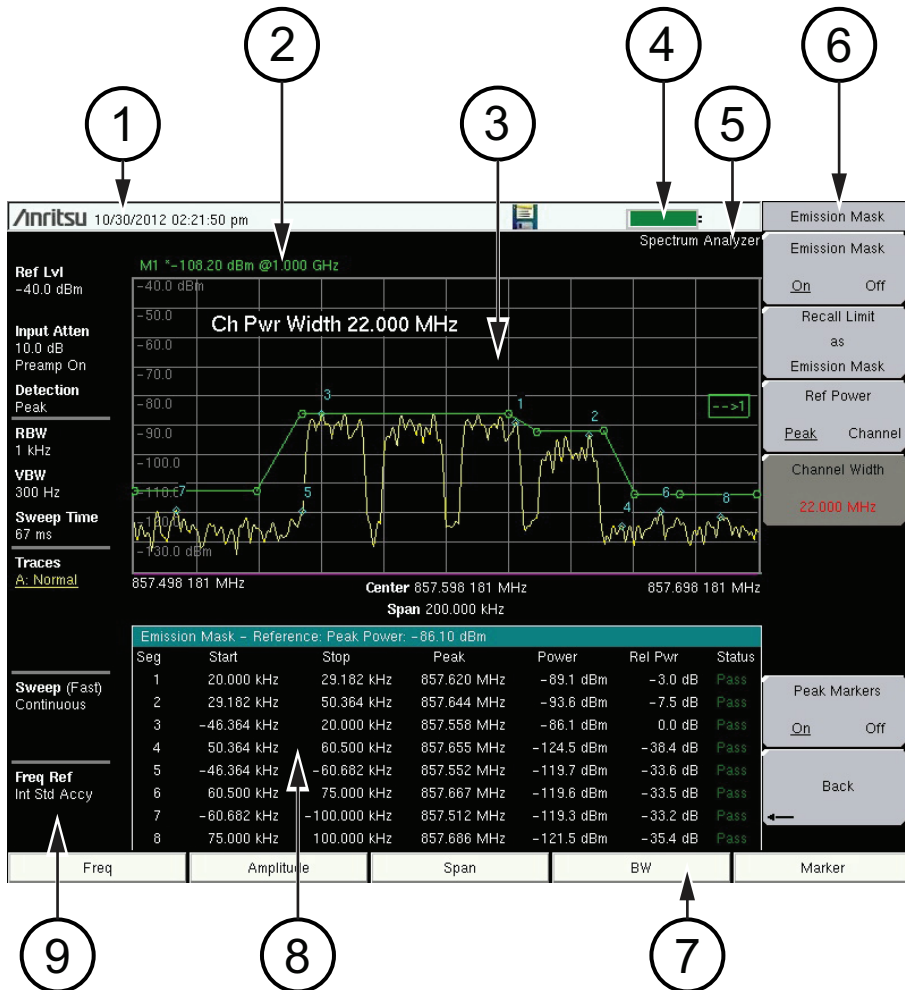 2
4
6
1
3
5
Anritsu 10/30/2012 02:21:50 pm
Emission Mask
Spectrum Analyzer
M1 *-108.20 dBm @1.000 GHz
Ref Lvl
-40.0 dBm
Input Atten
10.0 dB
Preamp On
Detection
Peak
RBW
1 kHz
VBW
300 Hz
Sweep Time
67 ms
Traces
A: Normal
Sweep (Fast)
Continuous
Freq Ref
Int Std Accy
-40.0 dBm
-50.0
Ch Pwr Width 22.000 MHz
-60.0
-70.0
-80.0
-90.0
-100.0
-110.0
-120.0
-130.0 dBm
3
1
2
-->1
7
5
4
6
8
857.498 181 MHz
Center 857.598 181 MHz
857.698 181 MHz
Span 200.000 kHz
Emission Mask - Reference: Peak Power: -86.10 dBm
Seg Start Stop Peak Power Rel Pwr Status
1 20.000 kHz 29.182 kHz 857.620 MHz -89.1 dBm -3.0 dB Pass
2 29.182 kHz 50.364 kHz 857.644 MHz -93.6 dBm -7.5 dB Pass
3 -46.364 kHz 20.000 kHz 857.558 MHz -86.1 dBm 0.0 dB Pass
4 50.364 kHz 60.500 kHz 857.655 MHz -124.5 dBm -38.4 dB Pass
5 -46.364 kHz -60.682 kHz 857.552 MHz -119.7 dBm -33.6 dB Pass
6 60.500 kHz 75.000 kHz 857.667 MHz -119.6 dBm -33.5 dB Pass
7 -60.682 kHz -100.000 kHz 857.512 MHz -119.3 dBm -33.2 dB Pass
8 75.000 kHz 100.000 kHz 857.686 MHz -121.5 dBm -35.4 dB Pass
Emission Mask
On Off
Recall Limit
as
Emission Mask
Ref Power
Peak Channel
Channel Width
22.000 MHz
Peak Markers
On Off
Back
Freq Amplitude Span BW Marker
9
8
7